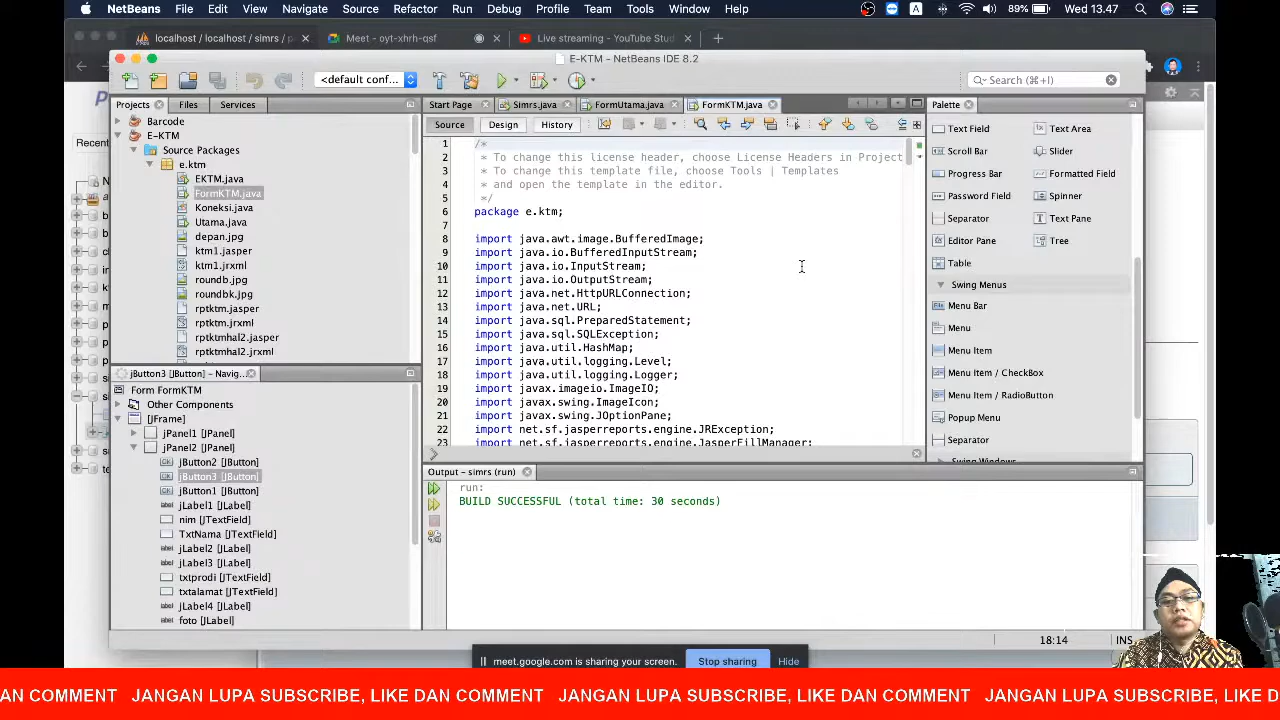 NetBeans File Edit View Navigate Source Refactor Run Debug Profile Team Tools Window Help A 89% Wed 13.47
localhost / localhost / simrs / p
Meet - oyt-xhrh-qsf
Live streaming - YouTube Stud
E-KTM - NetBeans IDE 8.2
<default conf...
Search (⌘+I)
Projects Files Services
Start Page Simrs.java FormUtama.java FormKTM.java
Palette
Source Design History
Recent
Barcode
E-KTM
Source Packages
e.ktm
EKTM.java
FormKTM.java
Koneksi.java
Utama.java
depan.jpg
ktm1.jasper
ktm1.jrxml
roundb.jpg
roundbk.jpg
rptktm.jasper
rptktm.jrxml
rptktmhal2.jasper
rptktmhal2.jrxml
1 /*
2 * To change this license header, choose License Headers in Project
3 * To change this template file, choose Tools | Templates
4 * and open the template in the editor.
5 */
6 package e.ktm;
7
8 import java.awt.image.BufferedImage;
9 import java.io.BufferedInputStream;
10 import java.io.InputStream;
11 import java.io.OutputStream;
12 import java.net.HttpURLConnection;
13 import java.net.URL;
14 import java.sql.PreparedStatement;
15 import java.sql.SQLException;
16 import java.util.HashMap;
17 import java.util.logging.Level;
18 import java.util.logging.Logger;
19 import javax.imageio.ImageIO;
20 import javax.swing.ImageIcon;
21 import javax.swing.JOptionPane;
22 import net.sf.jasperreports.engine.JRException;
23 import net.sf.jasperreports.engine.JasperFillManager;
Text Field Text Area
Scroll Bar Slider
Progress Bar Formatted Field
Password Field Spinner
Separator Text Pane
Editor Pane Tree
Table
Swing Menus
Menu Bar
Menu
Menu Item
Menu Item / CheckBox
Menu Item / RadioButton
Popup Menu
Separator
Swing Windows
jButton3 [JButton] - Navig...
Form FormKTM
Other Components
[JFrame]
jPanel1 [JPanel]
jPanel2 [JPanel]
jButton2 [JButton]
jButton3 [JButton]
jButton1 [JButton]
jLabel1 [JLabel]
nim [JTextField]
TxtNama [JTextField]
jLabel2 [JLabel]
jLabel3 [JLabel]
txtprodi [JTextField]
txtalamat [JTextField]
jLabel4 [JLabel]
foto [JLabel]
Output - simrs (run)
run:
BUILD SUCCESSFUL (total time: 30 seconds)
18:14 INS
meet.google.com is sharing your screen. Stop sharing Hide
AN COMMENT JANGAN LUPA SUBSCRIBE, LIKE DAN COMMENT JANGAN LUPA SUBSCRIBE, LIKE DAN COMMENT JANGAN LUPA SUBSCRI